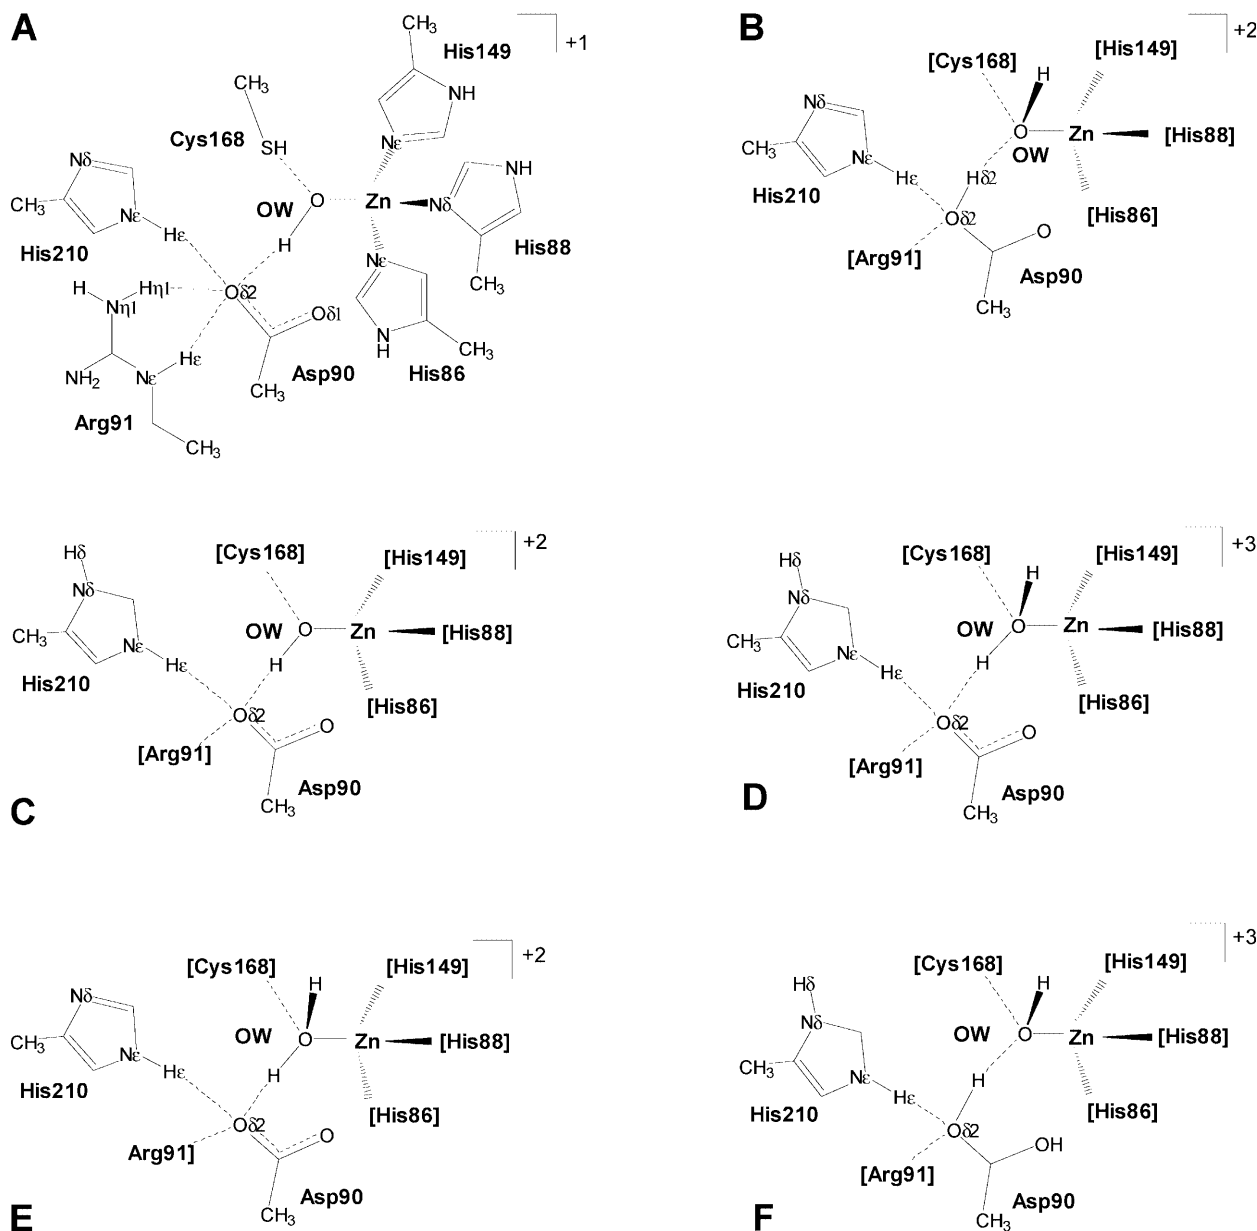 A
CH3
His149
+1
CH3
NH
Cys168
SH
Nε
Nδ
NH
CH3
O
Zn
Nδ
OW
Nε
Hε
H
His210
Nε
His88
CH3
H
Hη1
Oδ2
Oδ1
Nη1
Hε
N
H
CH3
NH2
Nε
Asp90
His86
CH3
Arg91
CH3
B
+2
[Cys168]
H
[His149]
Nδ
O
Zn
[His88]
CH3
Nε
OW
Hε
Hδ2
His210
[His86]
Oδ2
O
[Arg91]
Asp90
CH3
+2
Hδ
[Cys168]
[His149]
Nδ
CH3
OW
O
Zn
[His88]
Nε
Hε
H
His210
[His86]
Oδ2
O
[Arg91]
Asp90
CH3
C
+3
Hδ
[Cys168]
H
[His149]
Nδ
CH3
OW
O
Zn
[His88]
Nε
Hε
H
His210
[His86]
Oδ2
O
[Arg91]
Asp90
CH3
D
+2
[Cys168]
H
[His149]
Nδ
OW
O
Zn
[His88]
CH3
Nε
Hε
H
His210
[His86]
Oδ2
O
Arg91]
Asp90
CH3
E
+3
[Cys168]
H
[His149]
Hδ
Nδ
OW
O
Zn
[His88]
CH3
Nε
Hε
H
His210
[His86]
Oδ2
OH
[Arg91]
Asp90
CH3
F